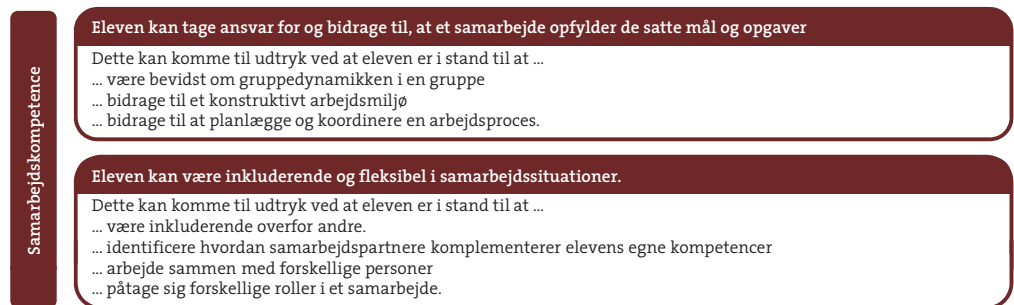 Samarbejdskompetence
Eleven kan tage ansvar for og bidrage til, at et samarbejde opfylder de satte mål og opgaver
Dette kan komme til udtryk ved at eleven er i stand til at ...
... være bevidst om gruppedynamikken i en gruppe
... bidrage til et konstruktivt arbejdsmiljø
... bidrage til at planlægge og koordinere en arbejdsproces.
Eleven kan være inkluderende og fleksibel i samarbejdssituationer.
Dette kan komme til udtryk ved at eleven er i stand til at ...
... være inkluderende overfor andre.
... identificere hvordan samarbejdspartnere komplementerer elevens egne kompetencer
... arbejde sammen med forskellige personer
... påtage sig forskellige roller i et samarbejde.